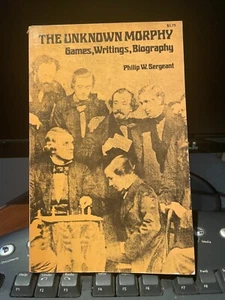 THE UNKNOWN MORPHY
Games, Writings, Biography
Philip W. Sergeant